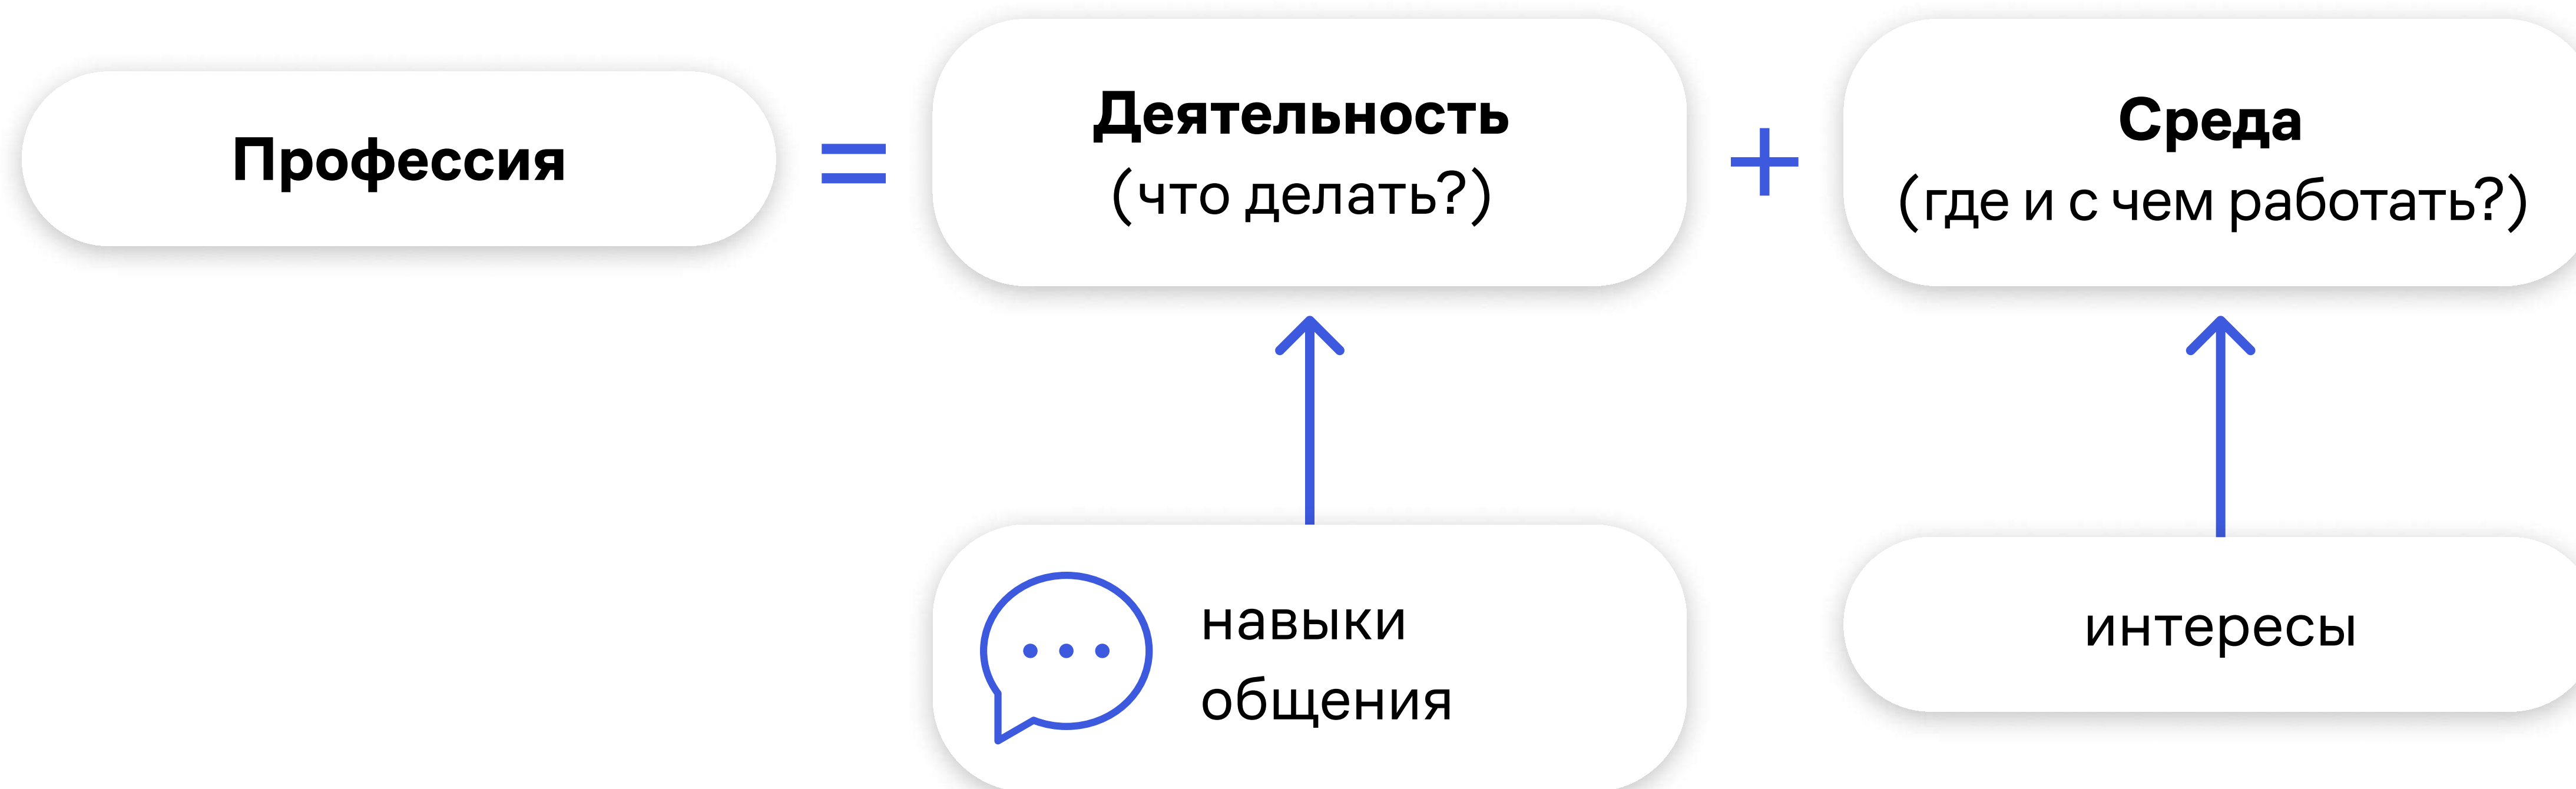 Профессия
=
Деятельность
(что делать?)
+
Среда
(где и с чем работать?)
навыки
общения
интересы